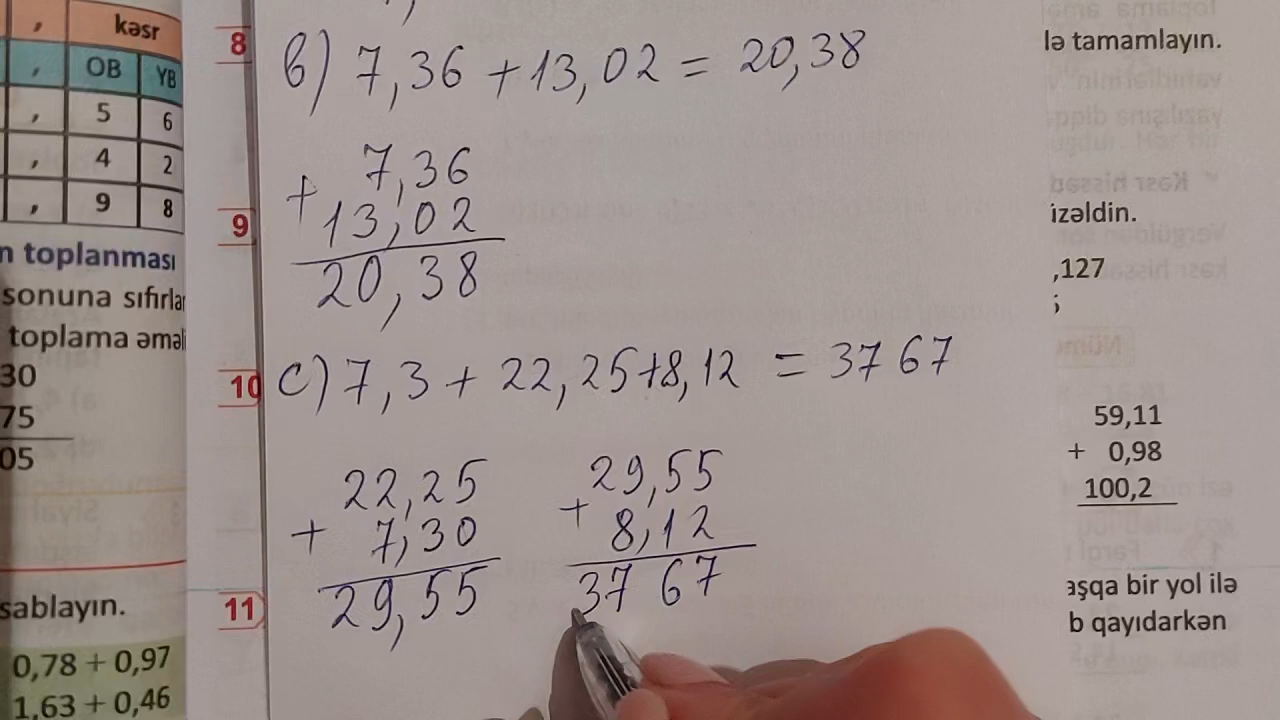 , kəsr
, OB YB
, 5 6
, 4 2
, 9 8
n toplanması
sonuna sıfırlar
toplama əməl
30
75
05
sablayın.
0,78 + 0,97
1,63 + 0,46
8
9
10
11
b) 7,36 + 13,02 = 20,38
7,36
+ 13,02
20,38
c) 7,3 + 22,25+8,12 = 3767
22,25
+ 7,30
29,55
29,55
+ 8,12
37 67
lə tamamlayın.
izəldin.
,127
59,11
+ 0,98
100,2
aşqa bir yol ilə
b qayıdarkən